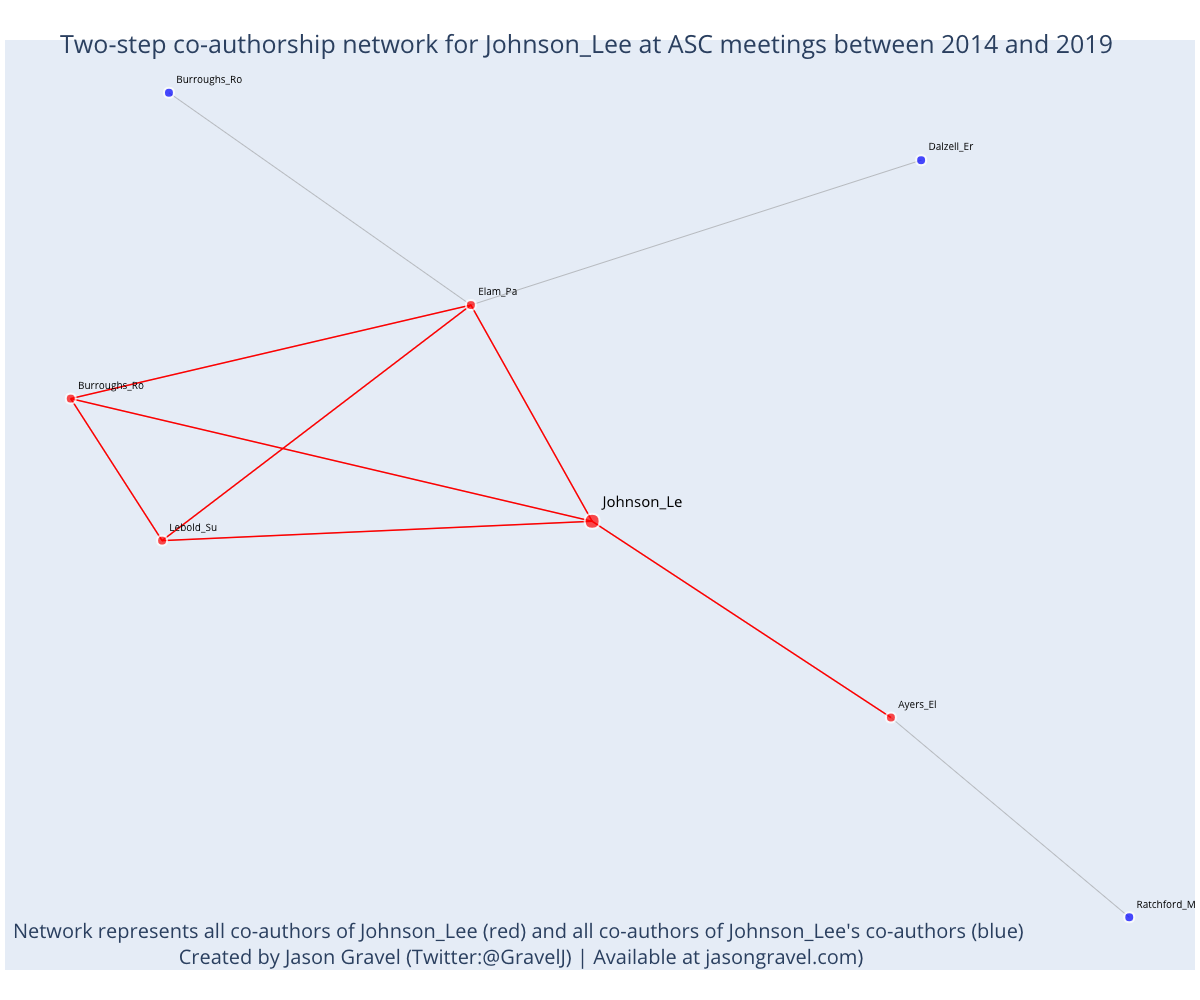 Two-step co-authorship network for Johnson_Lee at ASC meetings between 2014 and 2019
Burroughs_Ro
Dalzell_Er
Elam_Pa
Burroughs_Ro
Johnson_Le
Lebold_Su
Ayers_El
Ratchford_M
Network represents all co-authors of Johnson_Lee (red) and all co-authors of Johnson_Lee's co-authors (blue)
Created by Jason Gravel (Twitter:@GravelJ) | Available at jasongravel.com)